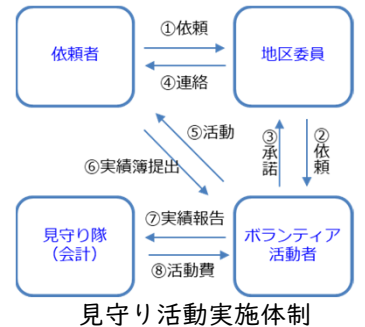 ①依頼
依頼者
地区委員
④連絡
⑤活動
③承諾
②依頼
⑥実績簿提出
⑦実績報告
見守り隊
(会計)
ボランティア
活動者
⑧活動費
見守り活動実施体制